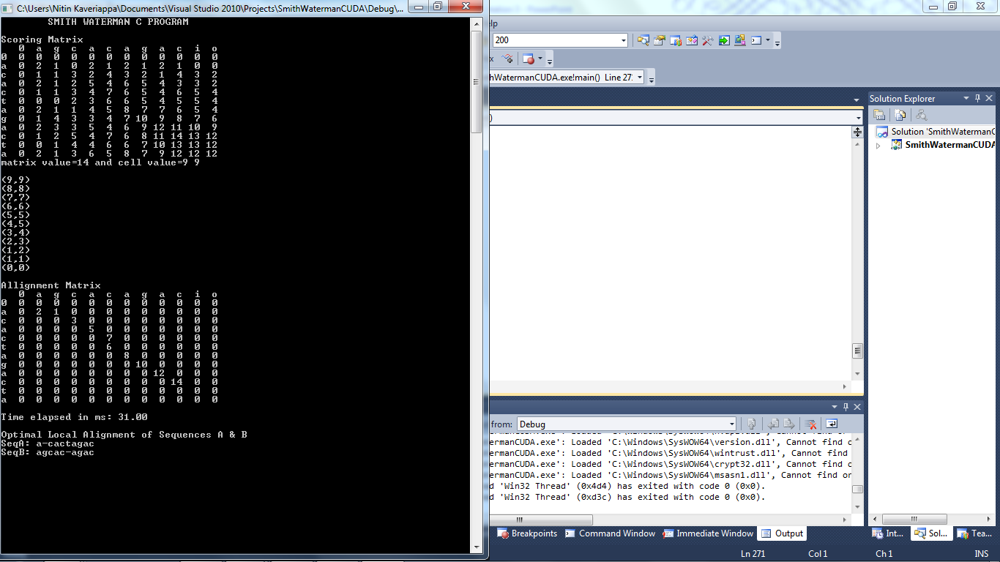 C:\Users\Nitin Kaveriappa\Documents\Visual Studio 2010\Projects\SmithWatermanCUDA\Debug\...
SMITH WATERMAN C PROGRAM
Scoring Matrix
0 a g c a c a g a c i o
0 0 0 0 0 0 0 0 0 0 0 0 0
a 0 2 1 0 2 1 2 1 2 1 0 0
c 0 1 1 3 2 4 3 2 1 4 3 2
a 0 2 1 2 5 4 6 5 4 3 3 2
c 0 1 1 3 4 7 6 5 4 6 5 4
t 0 0 0 2 3 6 6 5 4 5 5 4
a 0 2 1 1 4 5 8 7 7 6 5 4
g 0 1 4 3 3 4 7 10 9 8 7 6
a 0 2 3 3 5 4 6 9 12 11 10 9
c 0 1 2 5 4 7 6 8 11 14 13 12
t 0 0 1 4 4 6 6 7 10 13 13 12
a 0 2 1 3 6 5 8 7 9 12 12 12
matrix value=14 and cell value=9 9
(9,9)
(8,8)
(7,7)
(6,6)
(5,5)
(4,5)
(3,4)
(2,3)
(1,2)
(1,1)
(0,0)
Allignment Matrix
0 a g c a c a g a c i o
0 0 0 0 0 0 0 0 0 0 0 0 0
a 0 2 1 0 0 0 0 0 0 0 0 0
c 0 0 0 3 0 0 0 0 0 0 0 0
a 0 0 0 0 5 0 0 0 0 0 0 0
c 0 0 0 0 0 7 0 0 0 0 0 0
t 0 0 0 0 0 6 0 0 0 0 0 0
a 0 0 0 0 0 0 8 0 0 0 0 0
g 0 0 0 0 0 0 0 10 0 0 0 0
a 0 0 0 0 0 0 0 0 12 0 0 0
c 0 0 0 0 0 0 0 0 0 14 0 0
t 0 0 0 0 0 0 0 0 0 0 0 0
a 0 0 0 0 0 0 0 0 0 0 0 0
Time elapsed in ms: 31.00
Optimal Local Alignment of Sequences A & B
SeqA: a-cactagac
SeqB: agcac-agac
elp
200
hWatermanCUDA.exe!main() Line 27
Solution Explorer
Solution 'SmithWatermanC
SmithWatermanCUDA
from: Debug
ermanCUDA.exe': Loaded 'C:\Windows\SysWOW64\version.dll', Cannot find o
ermanCUDA.exe': Loaded 'C:\Windows\SysWOW64\wintrust.dll', Cannot find
ermanCUDA.exe': Loaded 'C:\Windows\SysWOW64\crypt32.dll', Cannot find o
ermanCUDA.exe': Loaded 'C:\Windows\SysWOW64\msasn1.dll', Cannot find or
d 'Win32 Thread' (0x4d4) has exited with code 0 (0x0).
d 'Win32 Thread' (0xd3c) has exited with code 0 (0x0).
Breakpoints Command Window Immediate Window Output
Int... Sol... Tea...
Ln 271 Col 1 Ch 1 INS